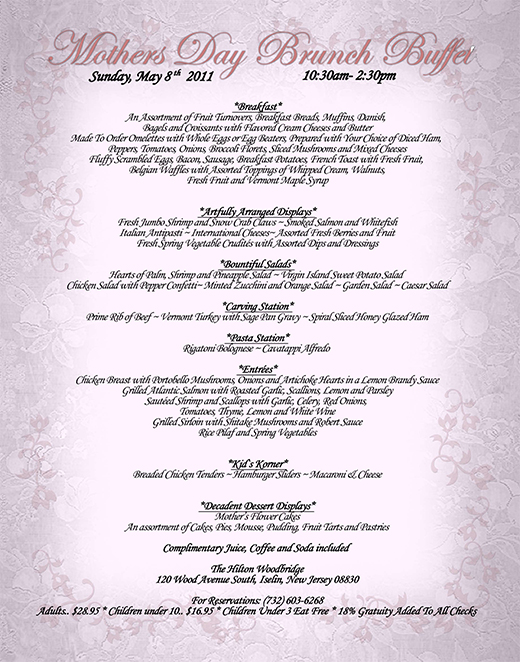 Mothers Day Brunch Buffet
Sunday, May 8th 2011 10:30am- 2:30pm
*Breakfast*
An Assortment of Fruit Turnovers, Breakfast Breads, Muffins, Danish,
Bagels and Croissants with Flavored Cream Cheeses and Butter
Made To Order Omelettes with Whole Eggs or Egg Beaters, Prepared with Your Choice of Diced Ham,
Peppers, Tomatoes, Onions, Broccoli Florets, Sliced Mushrooms and Mixed Cheeses
Fluffy Scrambled Eggs, Bacon, Sausage, Breakfast Potatoes, French Toast with Fresh Fruit,
Belgian Waffles with Assorted Toppings of Whipped Cream, Walnuts,
Fresh Fruit and Vermont Maple Syrup
*Artfully Arranged Displays*
Fresh Jumbo Shrimp and Snow Crab Claws ~ Smoked Salmon and Whitefish
Italian Antipasti ~ International Cheeses~ Assorted Fresh Berries and Fruit
Fresh Spring Vegetable Crudités with Assorted Dips and Dressings
*Bountiful Salads*
Hearts of Palm, Shrimp and Pineapple Salad ~ Virgin Island Sweet Potato Salad
Chicken Salad with Pepper Confetti~ Minted Zucchini and Orange Salad ~ Garden Salad ~ Caesar Salad
*Carving Station*
Prime Rib of Beef ~ Vermont Turkey with Sage Pan Gravy ~ Spiral Sliced Honey Glazed Ham
*Pasta Station*
Rigatoni Bolognese ~ Cavatappi Alfredo
*Entrées*
Chicken Breast with Portobello Mushrooms, Onions and Artichoke Hearts in a Lemon Brandy Sauce
Grilled Atlantic Salmon with Roasted Garlic, Scallions, Lemon and Parsley
Sautéed Shrimp and Scallops with Garlic, Celery, Red Onions,
Tomatoes, Thyme, Lemon and White Wine
Grilled Sirloin with Shitake Mushrooms and Robert Sauce
Rice Pilaf and Spring Vegetables
*Kid's Korner*
Breaded Chicken Tenders ~ Hamburger Sliders ~ Macaroni & Cheese
*Decadent Dessert Displays*
Mother's Flower Cakes
An assortment of Cakes, Pies, Mousse, Pudding, Fruit Tarts and Pastries
Complimentary Juice, Coffee and Soda included
The Hilton Woodbridge
120 Wood Avenue South, Iselin, New Jersey 08830
For Reservations: (732) 603-6268
Adults.. $28.95 * Children under 10.. $16.95 * Children Under 3 Eat Free * 18% Gratuity Added To All Checks